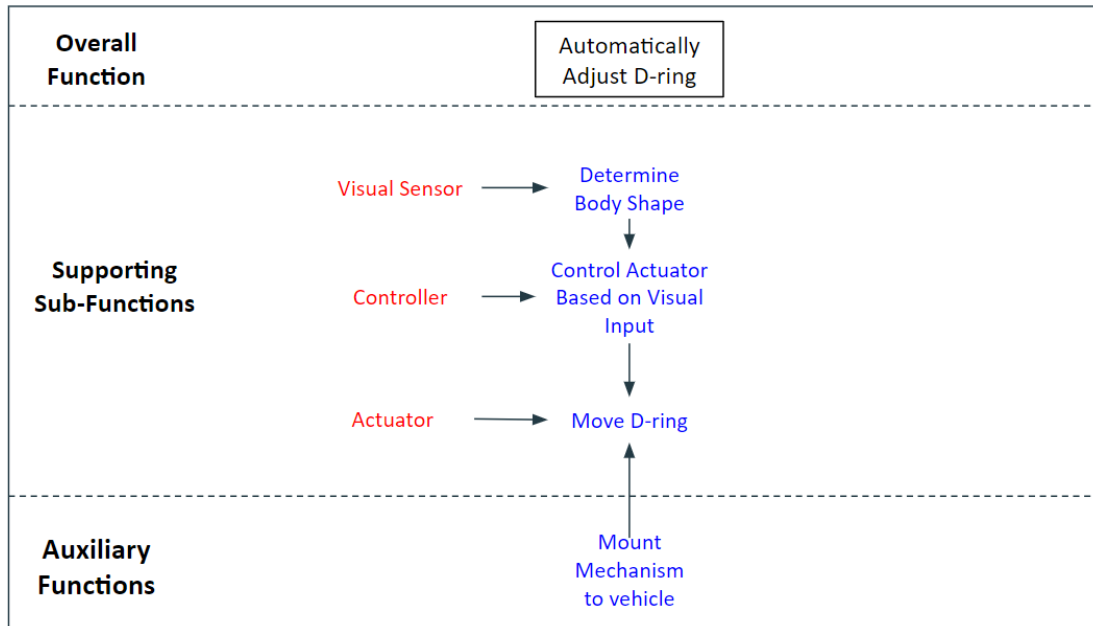 Overall
Function
Automatically
Adjust D-ring
Visual Sensor
Determine
Body Shape
Supporting
Sub-Functions
Controller
Control Actuator
Based on Visual
Input
Actuator
Move D-ring
Auxiliary
Functions
Mount
Mechanism
to vehicle